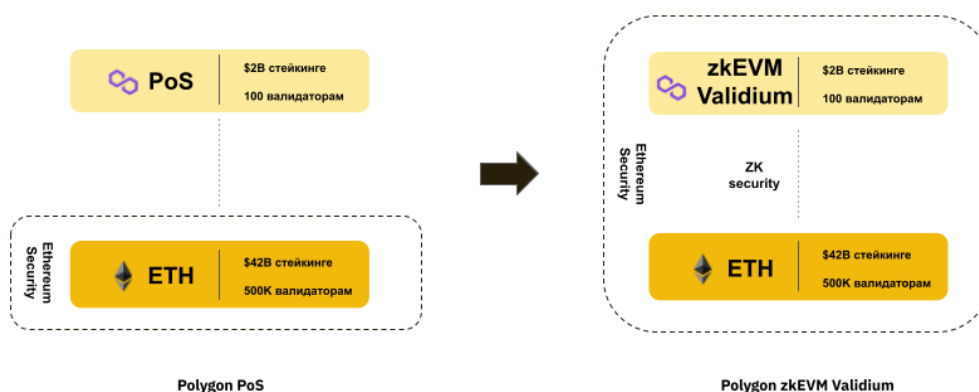 PoS
$2B стейкинге
100 валидаторам
Ethereum
Security
ETH
$42B стейкинге
500K валидаторам
Polygon PoS
zkEVM
Validium
$2B стейкинге
100 валидаторам
Ethereum
Security
ZK
security
ETH
$42B стейкинге
500K валидаторам
Polygon zkEVM Validium